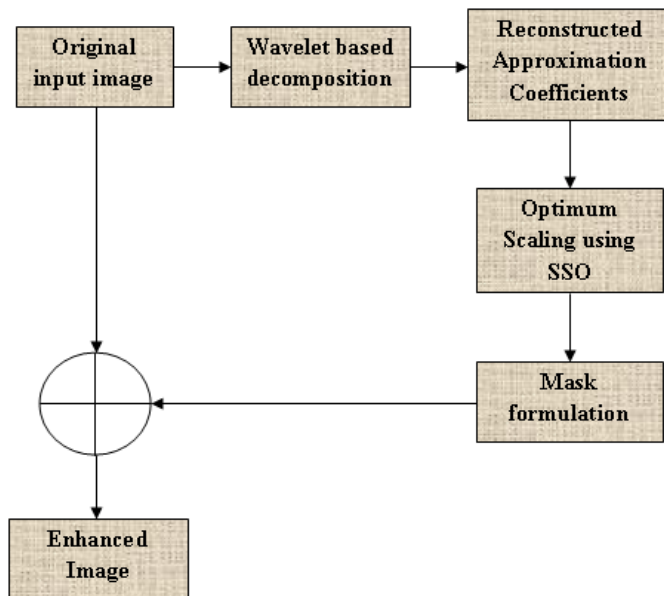 Original
input image
Wavelet based
decomposition
Reconstructed
Approximation
Coefficients
Optimum
Scaling using
SSO
Mask
formulation
Enhanced
Image